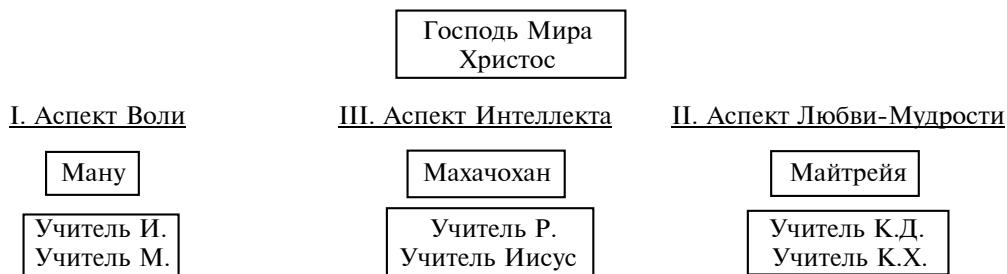 Господь Мира
Христос
I. Аспект Воли
III. Аспект Интеллекта
II. Аспект Любви-Мудрости
Ману
Махачохан
Майтрейя
Учитель И.
Учитель М.
Учитель Р.
Учитель Иисус
Учитель К.Д.
Учитель К.Х.